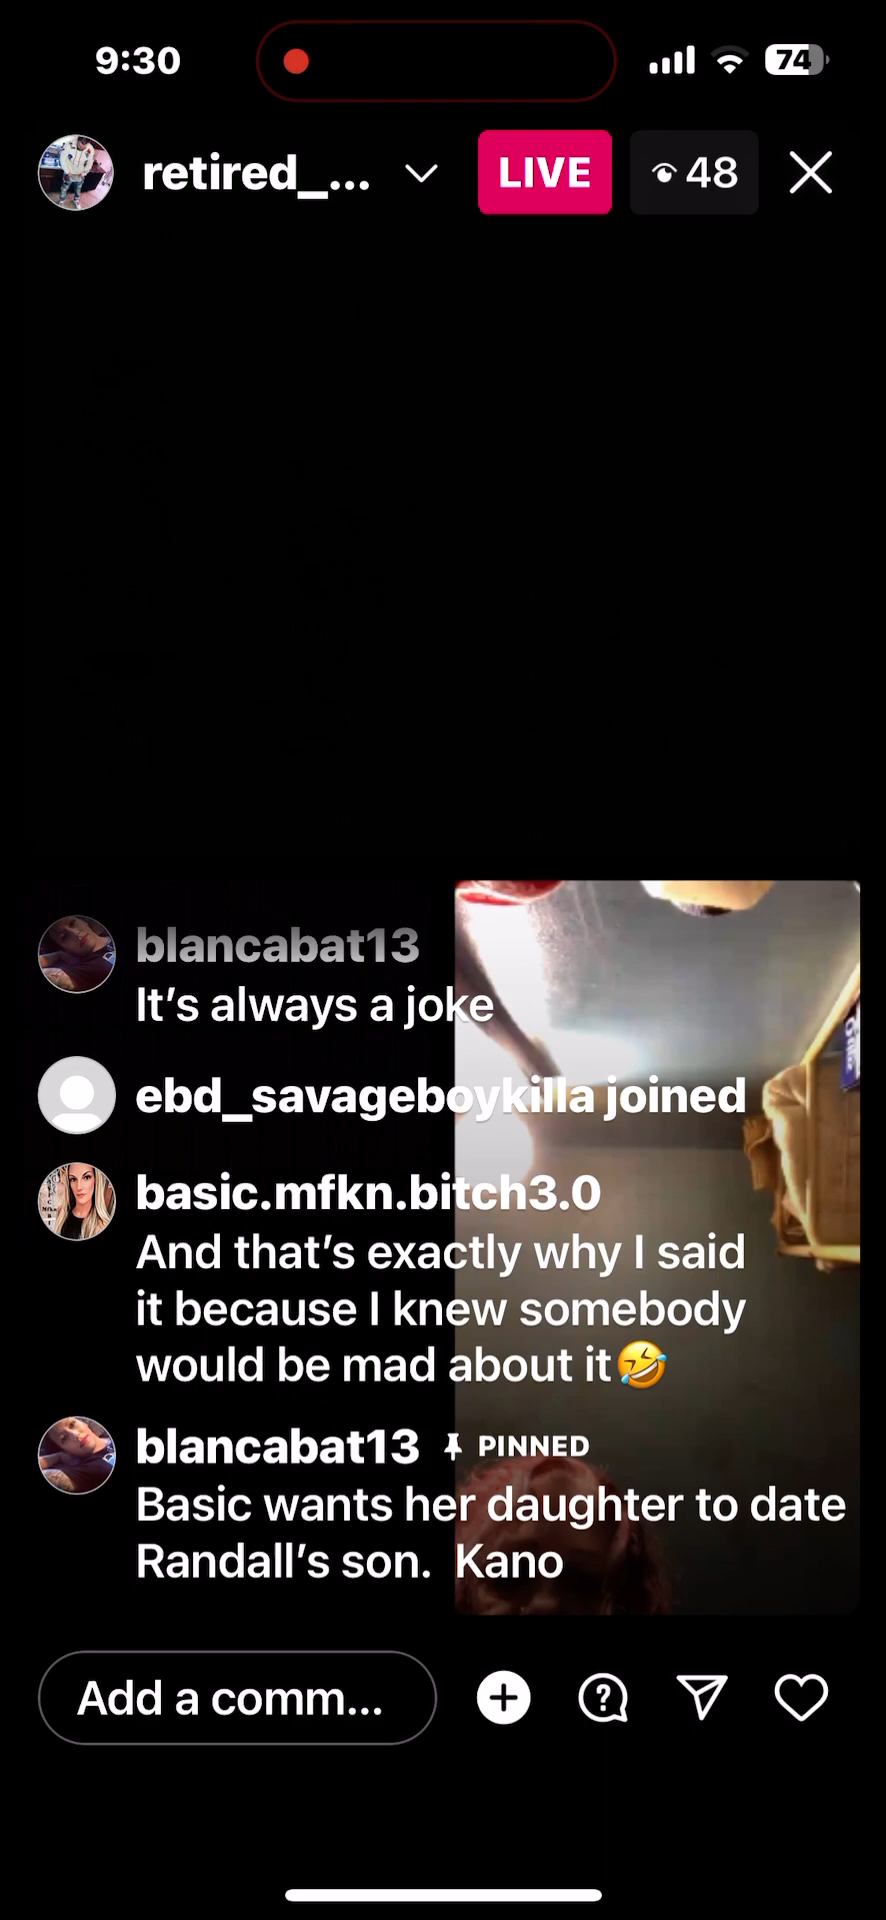 9:30
74
retired_...
LIVE
48
blancabat13
It's always a joke
ebd_savageboykilla joined
basic.mfkn.bitch3.0
And that's exactly why I said
it because I knew somebody
would be mad about it🤣
blancabat13 PINNED
Basic wants her daughter to date
Randall's son.  Kano
Add a comm...